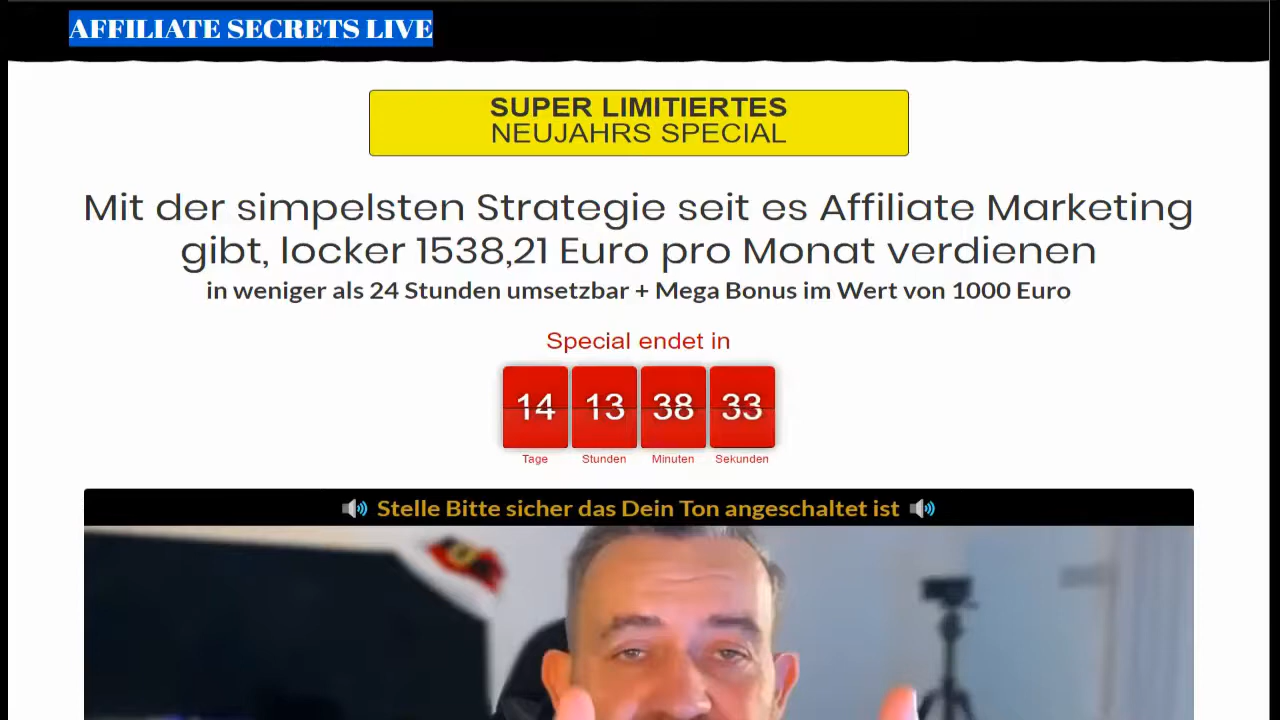 AFFILIATE SECRETS LIVE
SUPER LIMITIERTES
NEUJAHRS SPECIAL
Mit der simpelsten Strategie seit es Affiliate Marketing
gibt, locker 1538,21 Euro pro Monat verdienen
in weniger als 24 Stunden umsetzbar + Mega Bonus im Wert von 1000 Euro
Special endet in
14 13 38 33
Tage Stunden Minuten Sekunden
Stelle Bitte sicher das Dein Ton angeschaltet ist